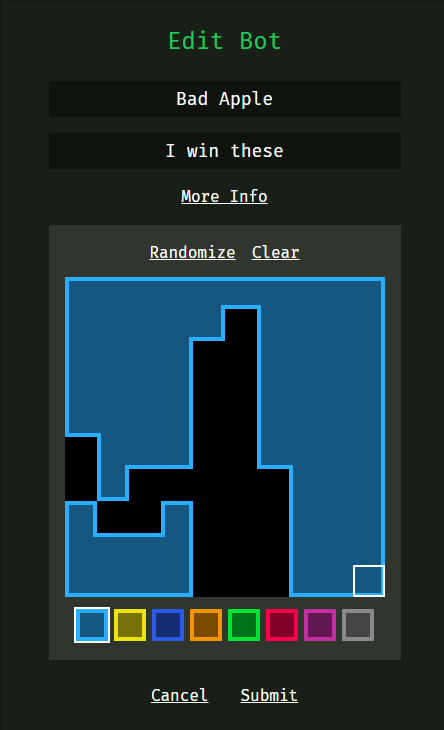 Edit Bot
Bad Apple
I win these
More Info
Randomize Clear
Cancel Submit